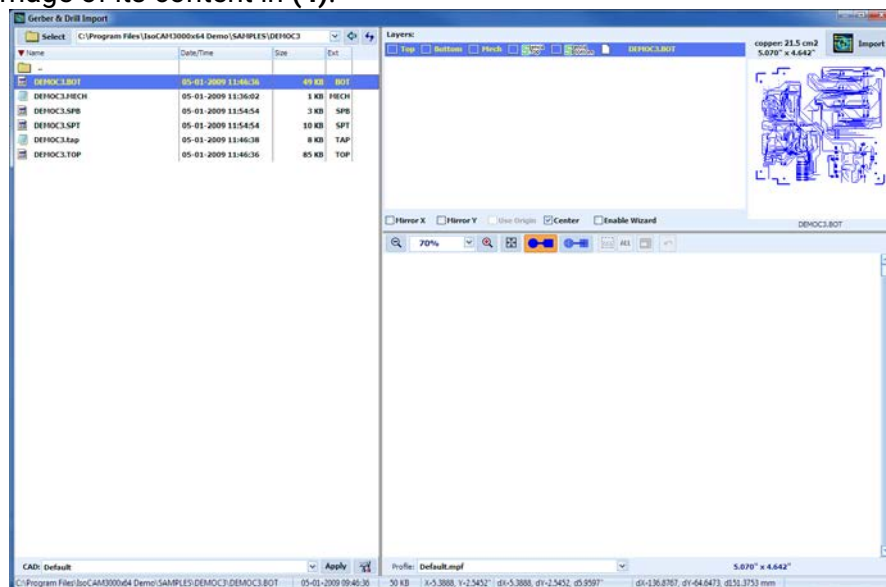 mage of its content in (4).
Gerber & Drill Import
Select C:\Program Files\IsoCAM3000x64 Demo\SAMPLES\DEMOC3
Name Date/Time Size Ext
..
DEMOC3.BOT 05-01-2009 11:46:36 49 KB BOT
DEMOC3.MECH 05-01-2009 11:36:02 1 KB MECH
DEMOC3.SPB 05-01-2009 11:54:54 3 KB SPB
DEMOC3.SPT 05-01-2009 11:54:54 10 KB SPT
DEMOC3.tap 05-01-2009 11:46:38 8 KB TAP
DEMOC3.TOP 05-01-2009 11:46:36 85 KB TOP
Layers:
Top Bottom Mech DEMOC3.BOT
copper: 21.5 cm2
5.070" x 4.642"
Import
Mirror X Mirror Y Use Origin Center Enable Wizard
DEMOC3.BOT
70%
ACL
CAD: Default Apply
Profile: Default.mpf 5.070" x 4.642"
C:\Program Files\IsoCAM3000x64 Demo\SAMPLES\DEMOC3\DEMOC3.BOT 05-01-2009 09:46:36 50 KB X-5.3888, Y-2.5452" dX-5.3888, dY-2.5452, d5.9597" dX-136.8767, dY-64.6473, d151.3753 mm